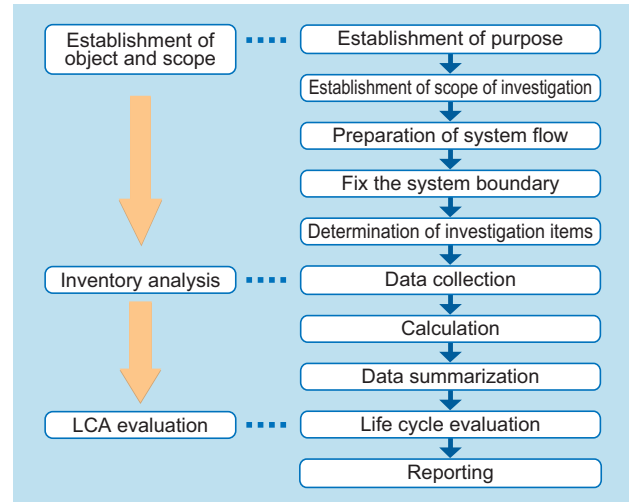 Establishment of
object and scope
Inventory analysis
LCA evaluation
Establishment of purpose
Establishment of scope of investigation
Preparation of system flow
Fix the system boundary
Determination of investigation items
Data collection
Calculation
Data summarization
Life cycle evaluation
Reporting